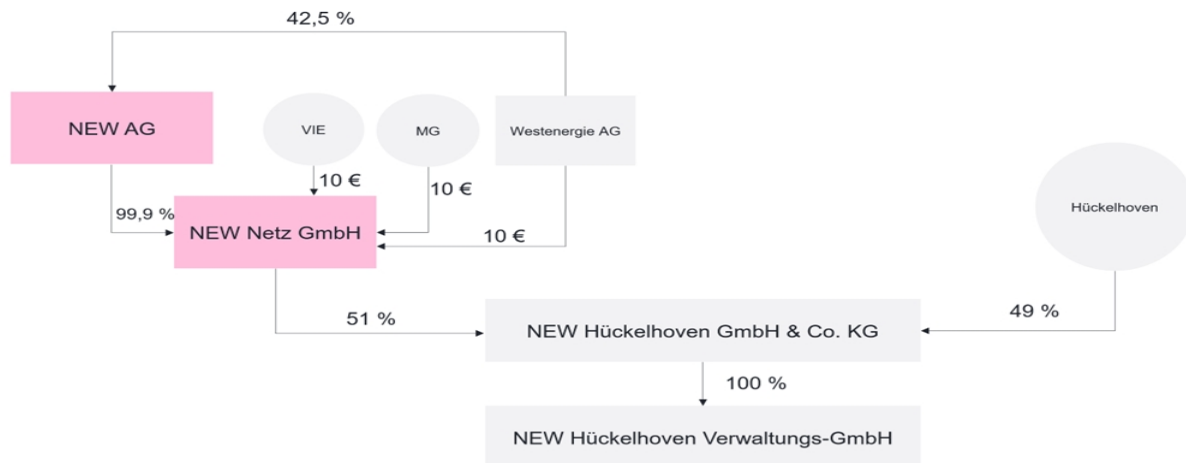 42,5 %
NEW AG
VIE
MG
Westenergie AG
10 €
10 €
99,9 %
NEW Netz GmbH
10 €
Hückelhoven
51 %
NEW Hückelhoven GmbH & Co. KG
49 %
100 %
NEW Hückelhoven Verwaltungs-GmbH